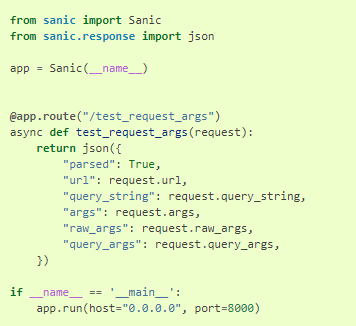 from sanic import Sanic
from sanic.response import json

app = Sanic(__name__)


@app.route("/test_request_args")
async def test_request_args(request):
    return json({
        "parsed": True,
        "url": request.url,
        "query_string": request.query_string,
        "args": request.args,
        "raw_args": request.raw_args,
        "query_args": request.query_args,
    })

if __name__ == '__main__':
    app.run(host="0.0.0.0", port=8000)